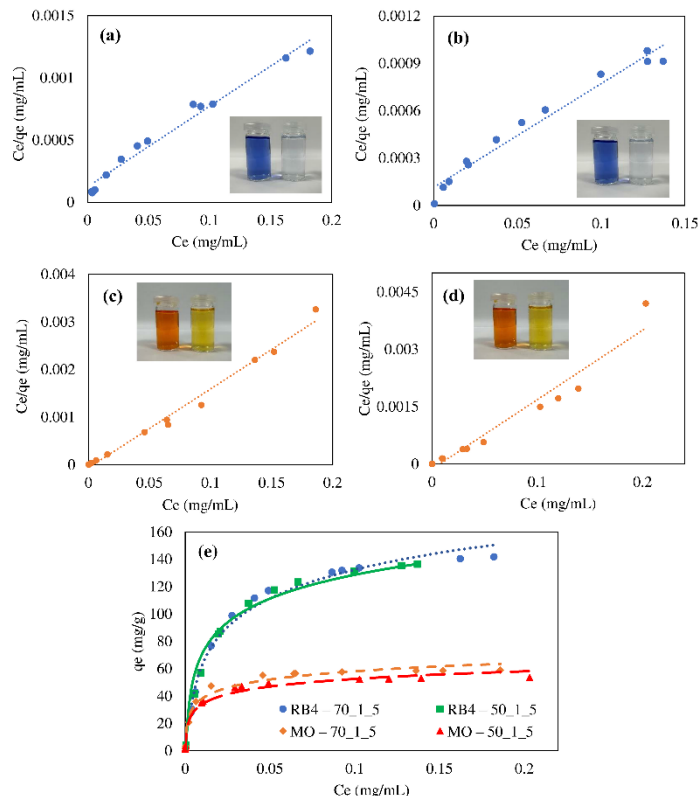 (a)
Ce/qe (mg/mL)
0.0015
0.001
0.0005
0
0 0.05 0.1 0.15 0.2
Ce (mg/mL)
(b)
Ce/qe (mg/mL)
0.0012
0.0009
0.0006
0.0003
0
0 0.05 0.1 0.15
Ce (mg/mL)
(c)
Ce/qe (mg/mL)
0.004
0.003
0.002
0.001
0
0 0.05 0.1 0.15 0.2
Ce (mg/mL)
(d)
Ce/qe (mg/mL)
0.0045
0.003
0.0015
0
0 0.1 0.2
Ce (mg/mL)
(e)
qe (mg/g)
160
140
120
100
80
60
40
20
0
0 0.05 0.1 0.15 0.2
Ce (mg/mL)
RB4 – 70_1_5 RB4 – 50_1_5
MO – 70_1_5 MO – 50_1_5